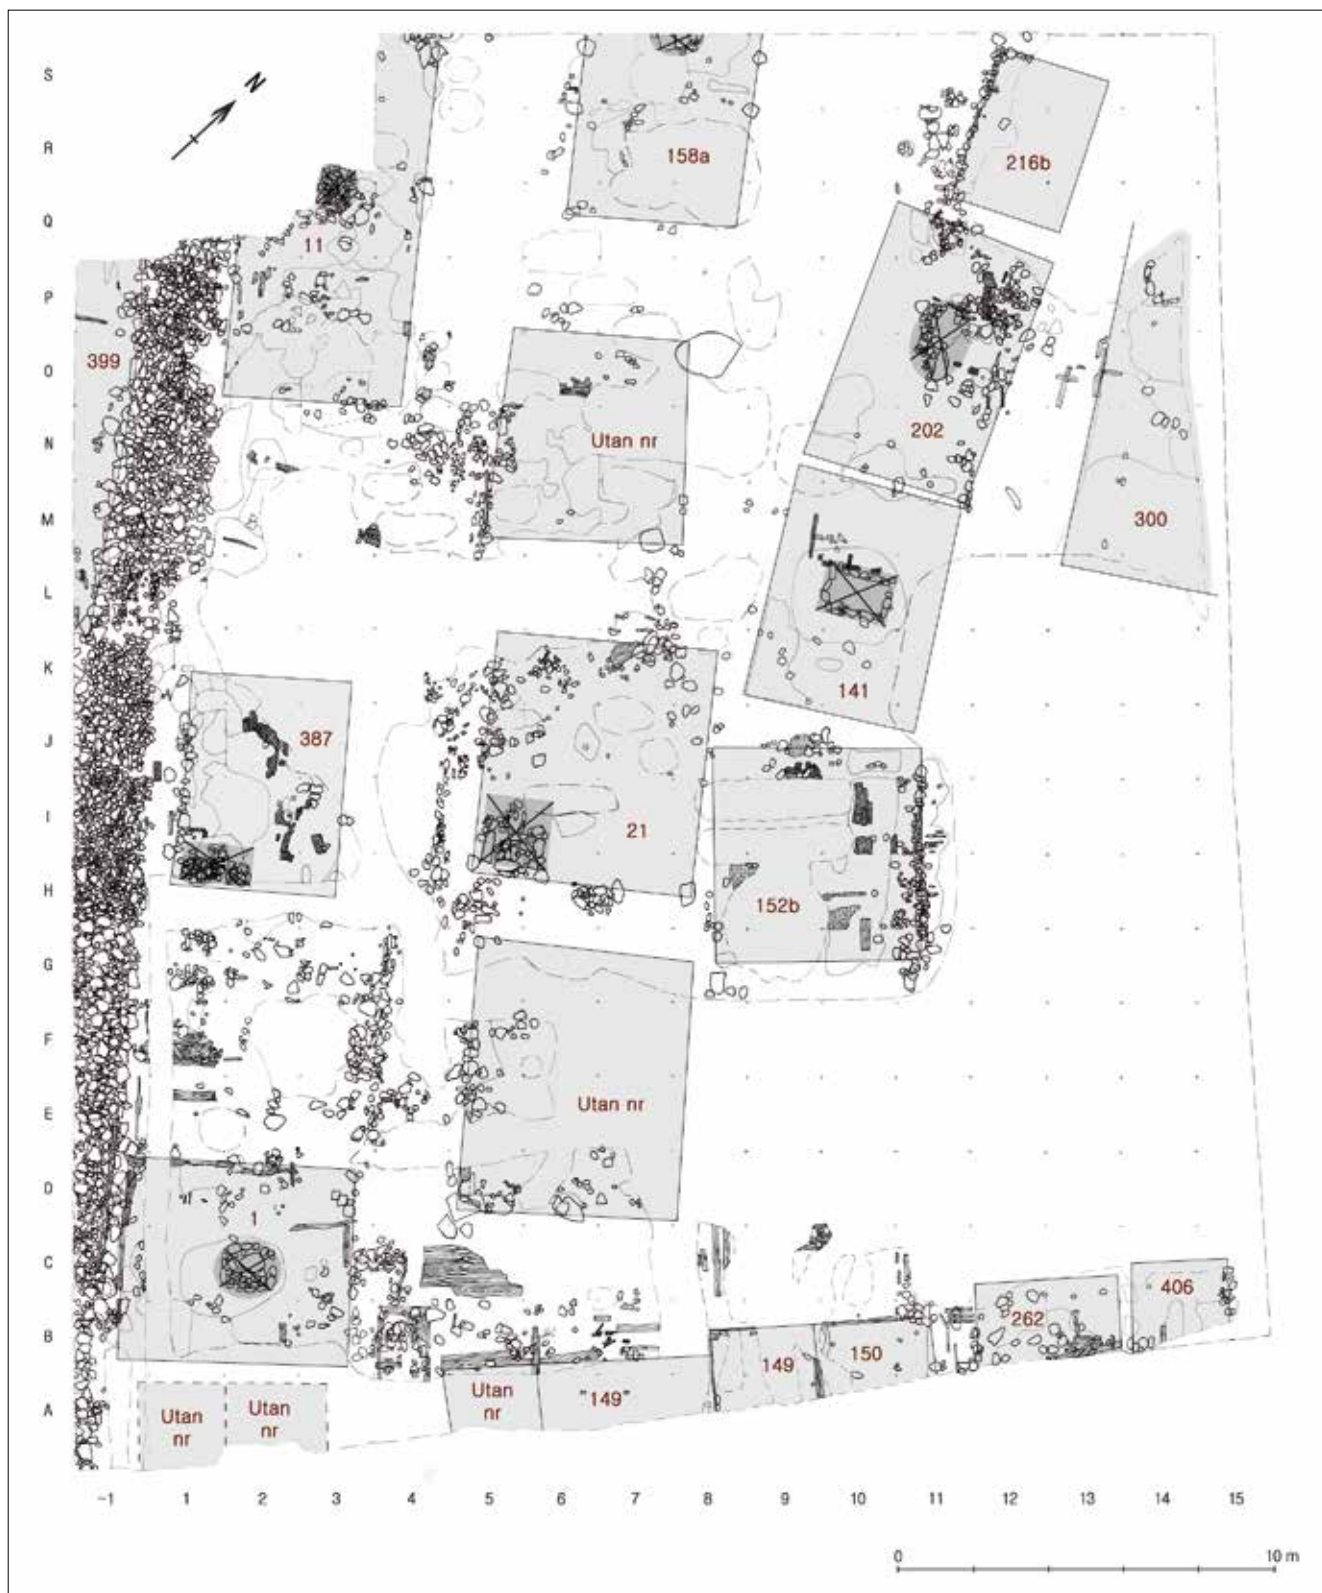 S
N
R
158a
216b
Q
11
P
399
O
Utan nr
202
N
300
M
L
K
141
387
J
I
21
152b
H
G
F
Utan nr
E
D
1
C
406
262
B
149
150
Utan
nr
"149"
A
Utan
nr
Utan
nr
-1 1 2 3 4 5 6 7 8 9 10 11 12 13 14 15
0 10 m